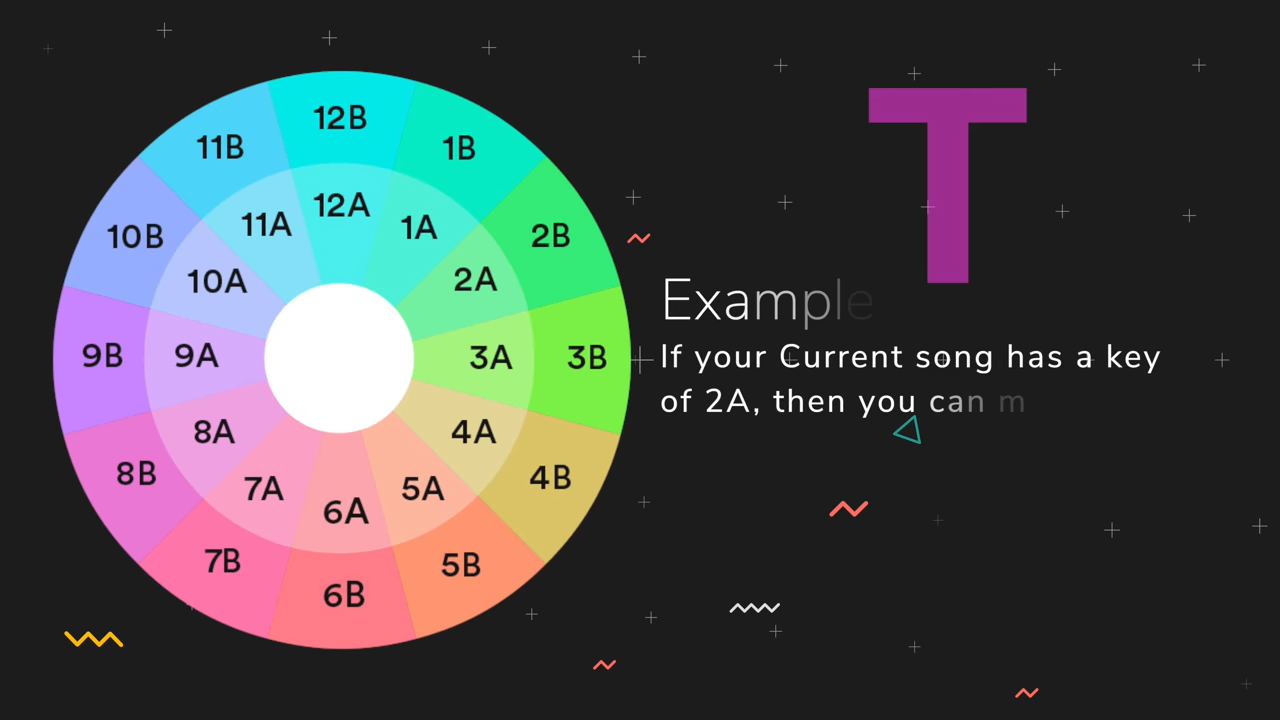 12B
11B
1B
12A
11A
1A
10B
2B
10A
2A
9B
9A
3A
3B
8A
4A
8B
4B
7A
5A
6A
7B
5B
6B
T
Example
If your Current song has a key
of 2A, then you can m